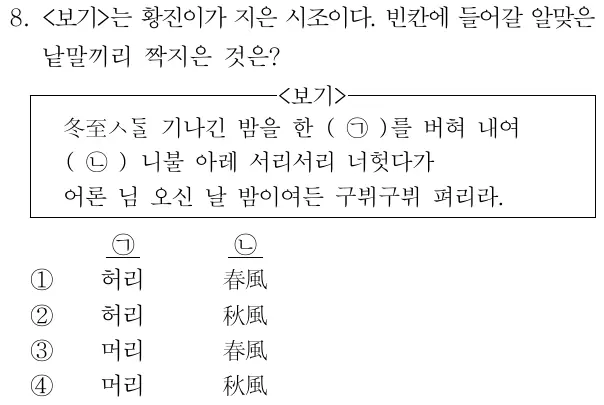 8. <보기>는 황진이가 지은 시조이다. 빈칸에 들어갈 알맞은
낱말끼리 짝지은 것은?
<보기>
冬至ㅅᄃᆞᆯ 기나긴 밤을 한 ( ㉠ )를 버혀 내여
( ㉡ ) 니불 아레 서리서리 너헛다가
어론 님 오신 날 밤이여든 구뷔구뷔 펴리라.
㉠ ㉡
① 허리 春風
② 허리 秋風
③ 머리 春風
④ 머리 秋風